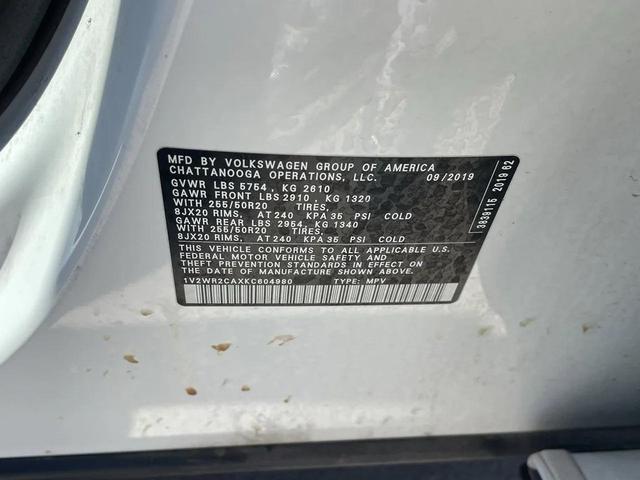 MFD BY VOLKSWAGEN GROUP OF AMERICA
CHATTANOOGA OPERATIONS, LLC. 09/2019
GVWR LBS 5754, KG 2610
GAWR FRONT LBS 2910, KG 1320
WITH 255/50R20 TIRES,
8JX20 RIMS, AT 240 KPA 35 PSI COLD
GAWR REAR LBS 2954, KG 1340
WITH 255/50R20 TIRES,
8JX20 RIMS, AT 240 KPA 35 PSI COLD
THIS VEHICLE CONFORMS TO ALL APPLICABLE U.S.
FEDERAL MOTOR VEHICLE SAFETY, BUMPER, AND
THEFT PREVENTION STANDARDS IN EFFECT ON
THE DATE OF MANUFACTURE SHOWN ABOVE.
1V2WR2CAXKC604980 TYPE: MPV
3839115 2019 62